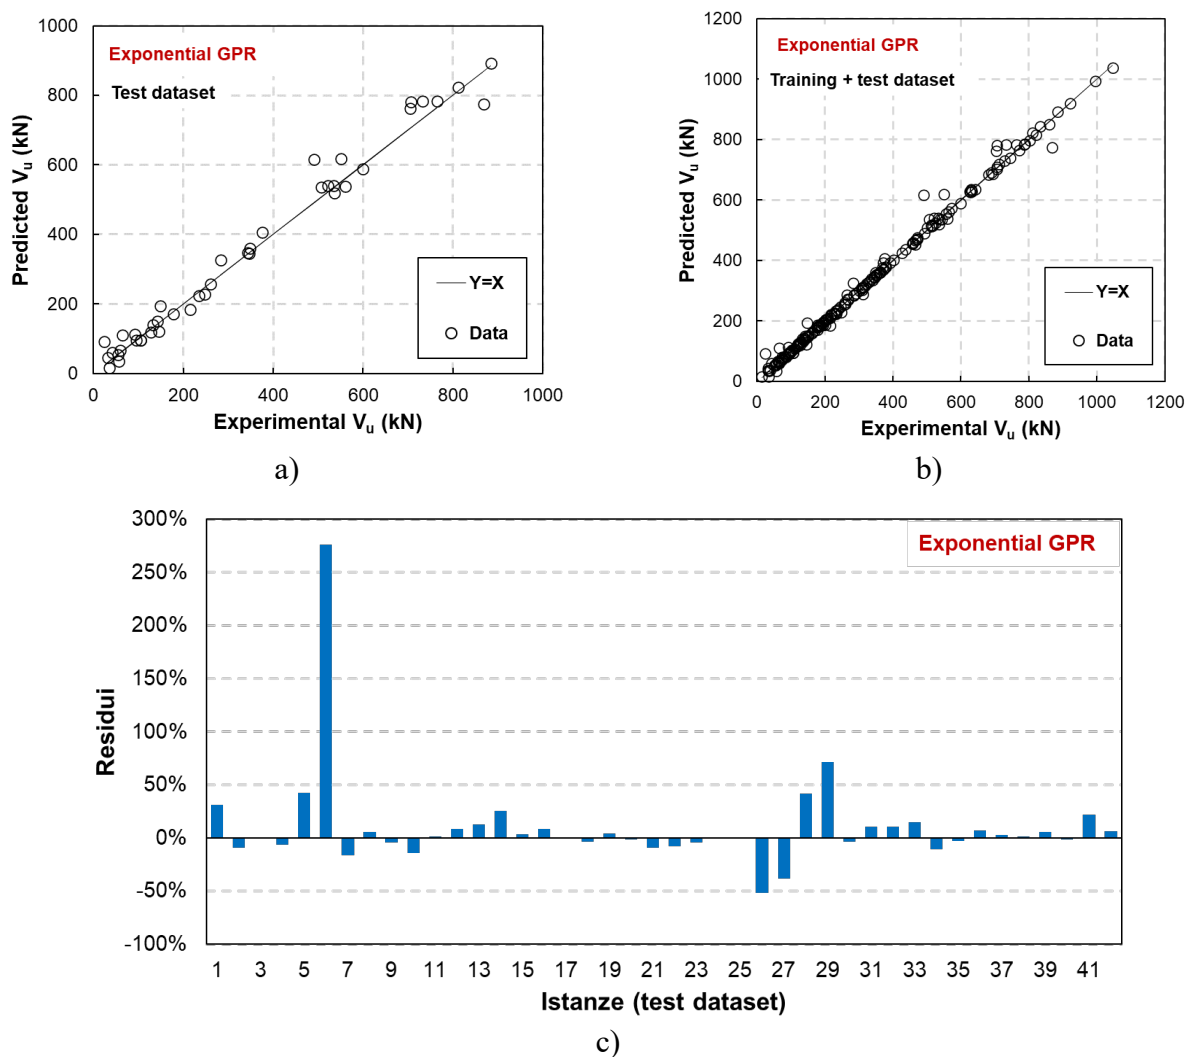 1000
800
600
400
200
0
Predicted Vu (kN)
Exponential GPR
Test dataset
Y=X
Data
0 200 400 600 800 1000
Experimental Vu (kN)
a)
1200
1000
800
600
400
200
0
Predicted Vu (kN)
Exponential GPR
Training + test dataset
Y=X
Data
0 200 400 600 800 1000 1200
Experimental Vu (kN)
b)
300%
250%
200%
150%
100%
50%
0%
-50%
-100%
Residui
Exponential GPR
1 3 5 7 9 11 13 15 17 19 21 23 25 27 29 31 33 35 37 39 41
Istanze (test dataset)
c)